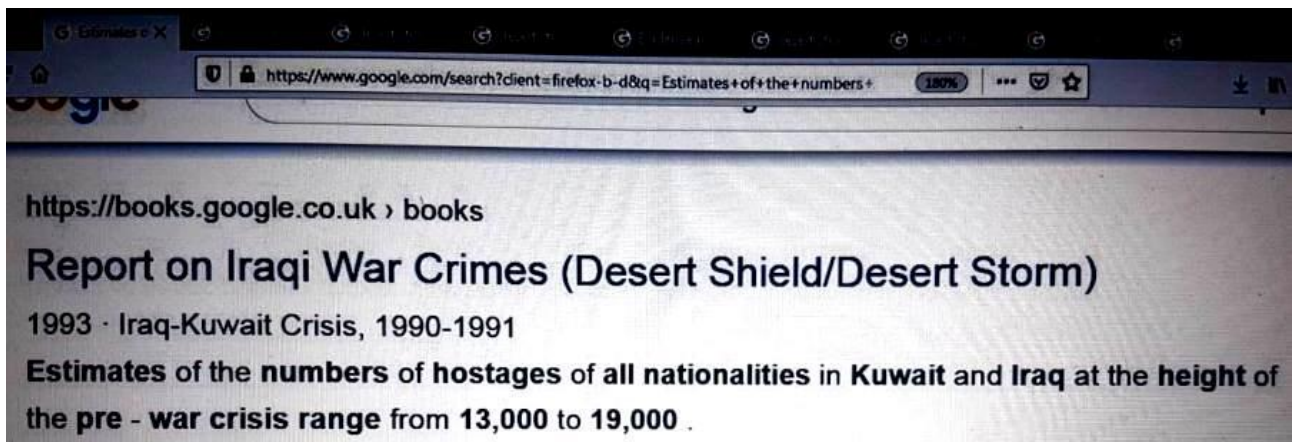 Estimates o
https://www.google.com/search?client=firefox-b-d&q=Estimates+of+the+numbers+ 180%
https://books.google.co.uk › books
Report on Iraqi War Crimes (Desert Shield/Desert Storm)
1993 · Iraq-Kuwait Crisis, 1990-1991
Estimates of the numbers of hostages of all nationalities in Kuwait and Iraq at the height of
the pre - war crisis range from 13,000 to 19,000 .